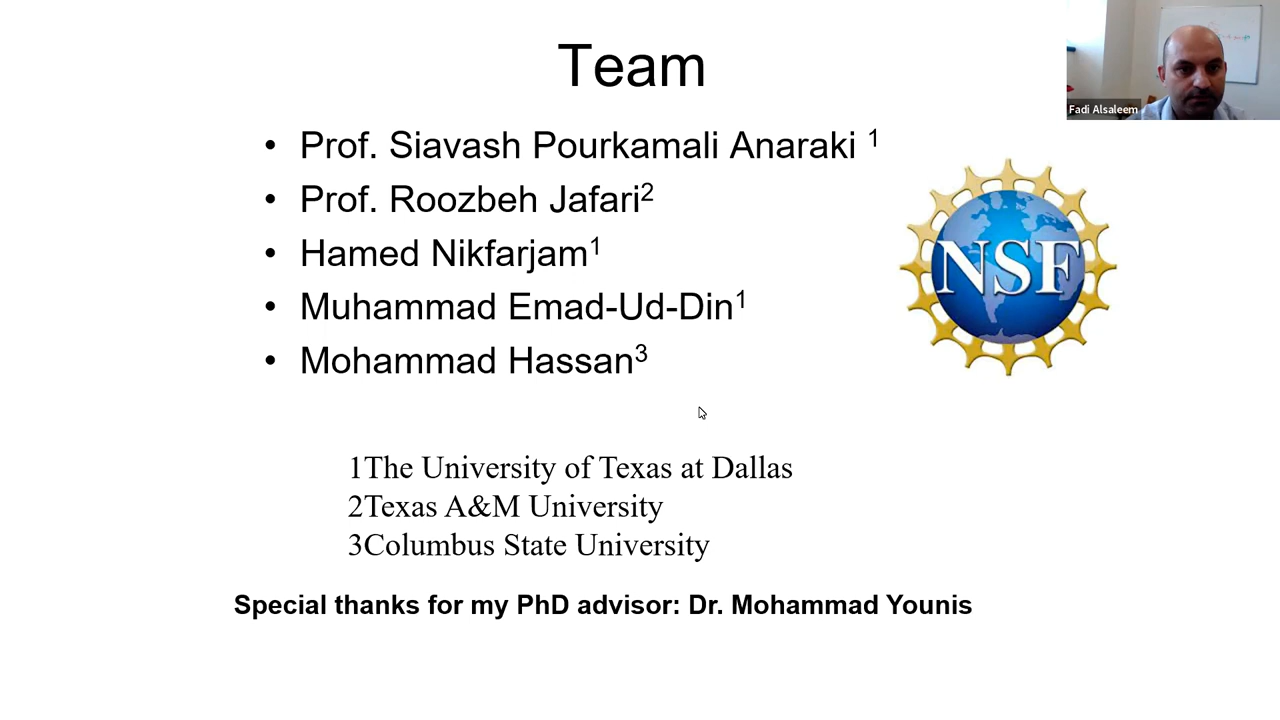 Team
Fadi Alsaleem
• Prof. Siavash Pourkamali Anaraki 1
• Prof. Roozbeh Jafari2
• Hamed Nikfarjam1
• Muhammad Emad-Ud-Din1
• Mohammad Hassan3
NSF
1The University of Texas at Dallas
2Texas A&M University
3Columbus State University
Special thanks for my PhD advisor: Dr. Mohammad Younis